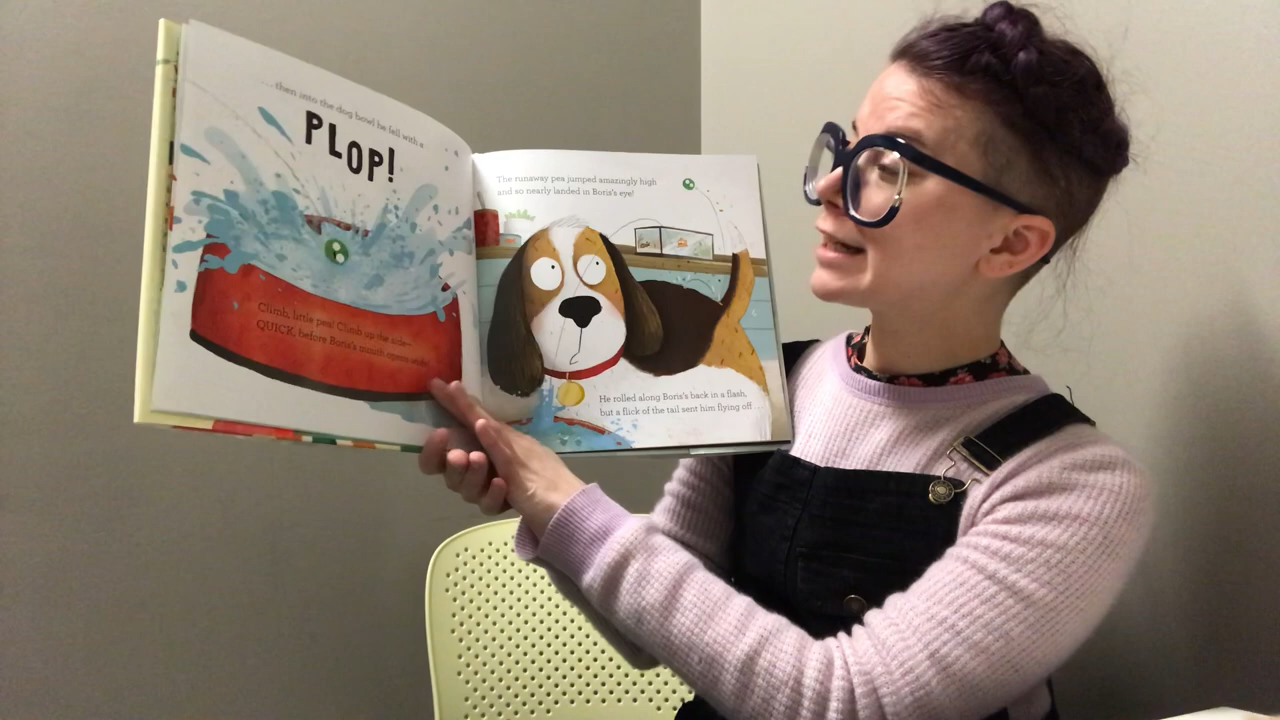 ...then into the dog bowl he fell with a
PLOP!
Climb, little pea! Climb up the side—
QUICK, before Boris's mouth opens wide!
The runaway pea jumped amazingly high
and so nearly landed in Boris's eye!
He rolled along Boris's back in a flash,
but a flick of the tail sent him flying off...